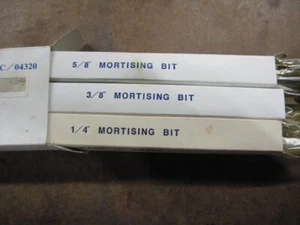 C/04320
5/8" MORTISING BIT
3/8" MORTISING BIT
1/4" MORTISING BIT